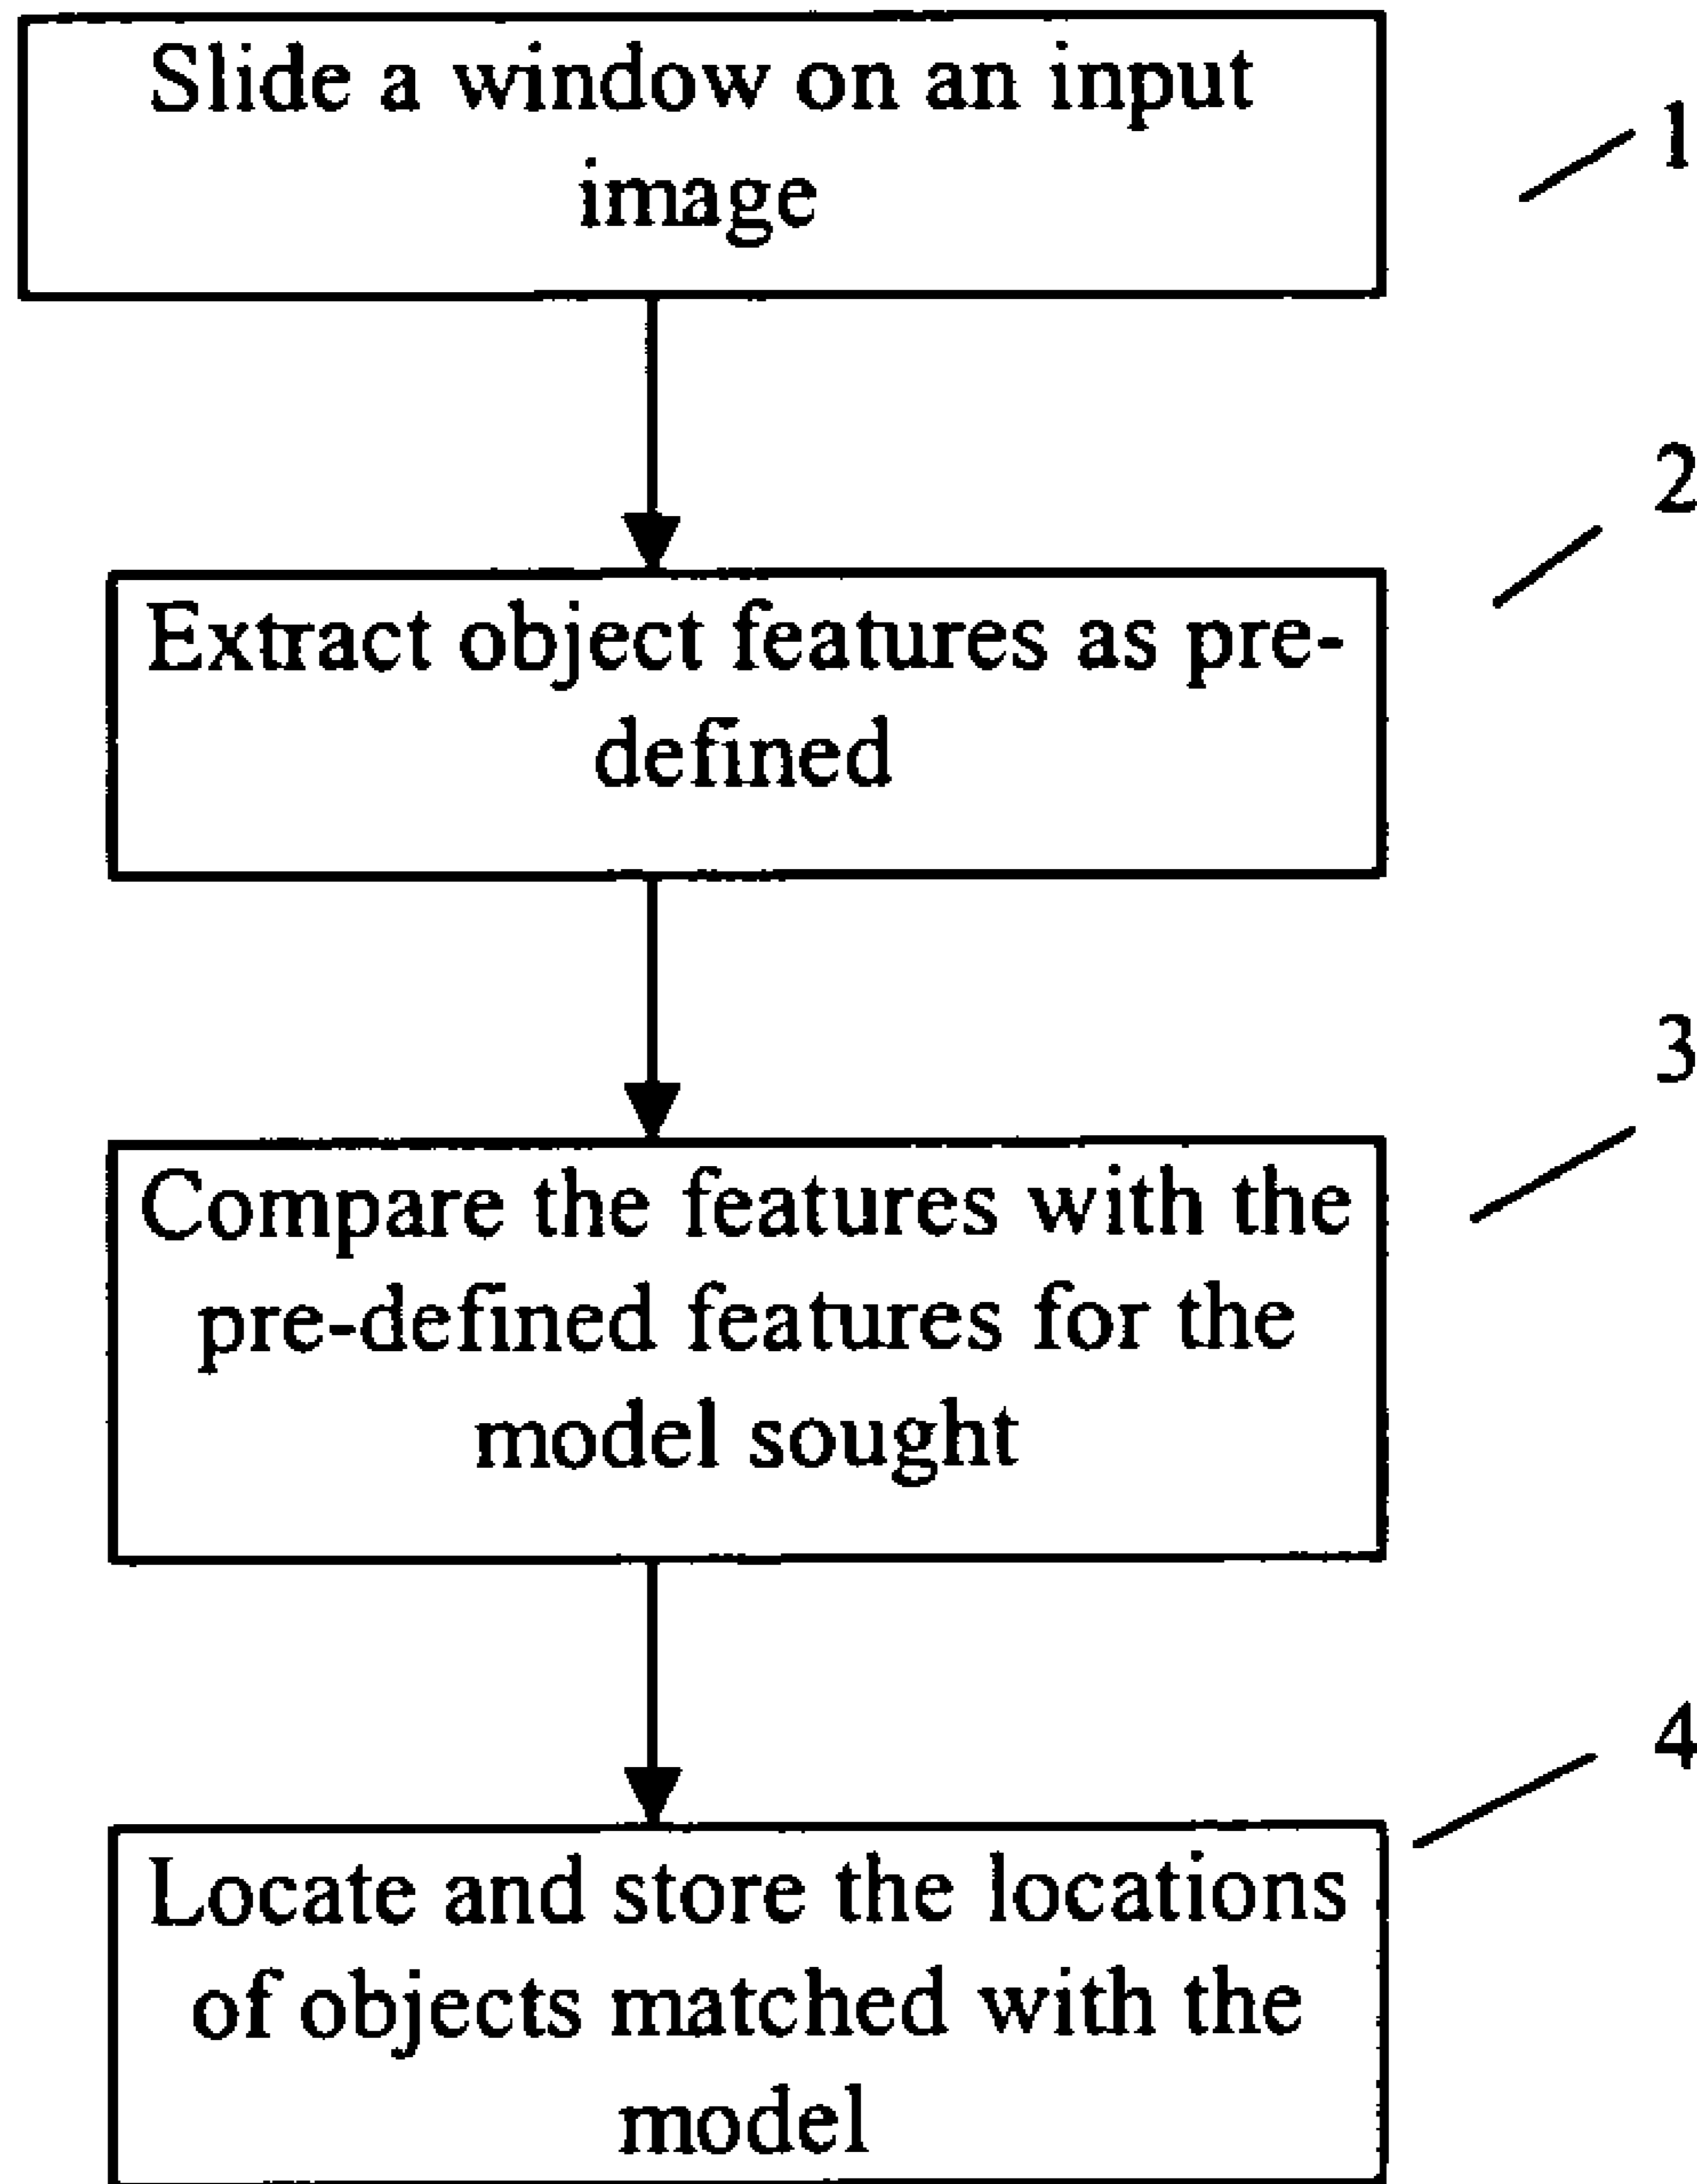 Slide a window on an input
image
1
2
Extract object features as pre-
defined
3
Compare the features with the
pre-defined features for the
model sought
4
Locate and store the locations
of objects matched with the
model